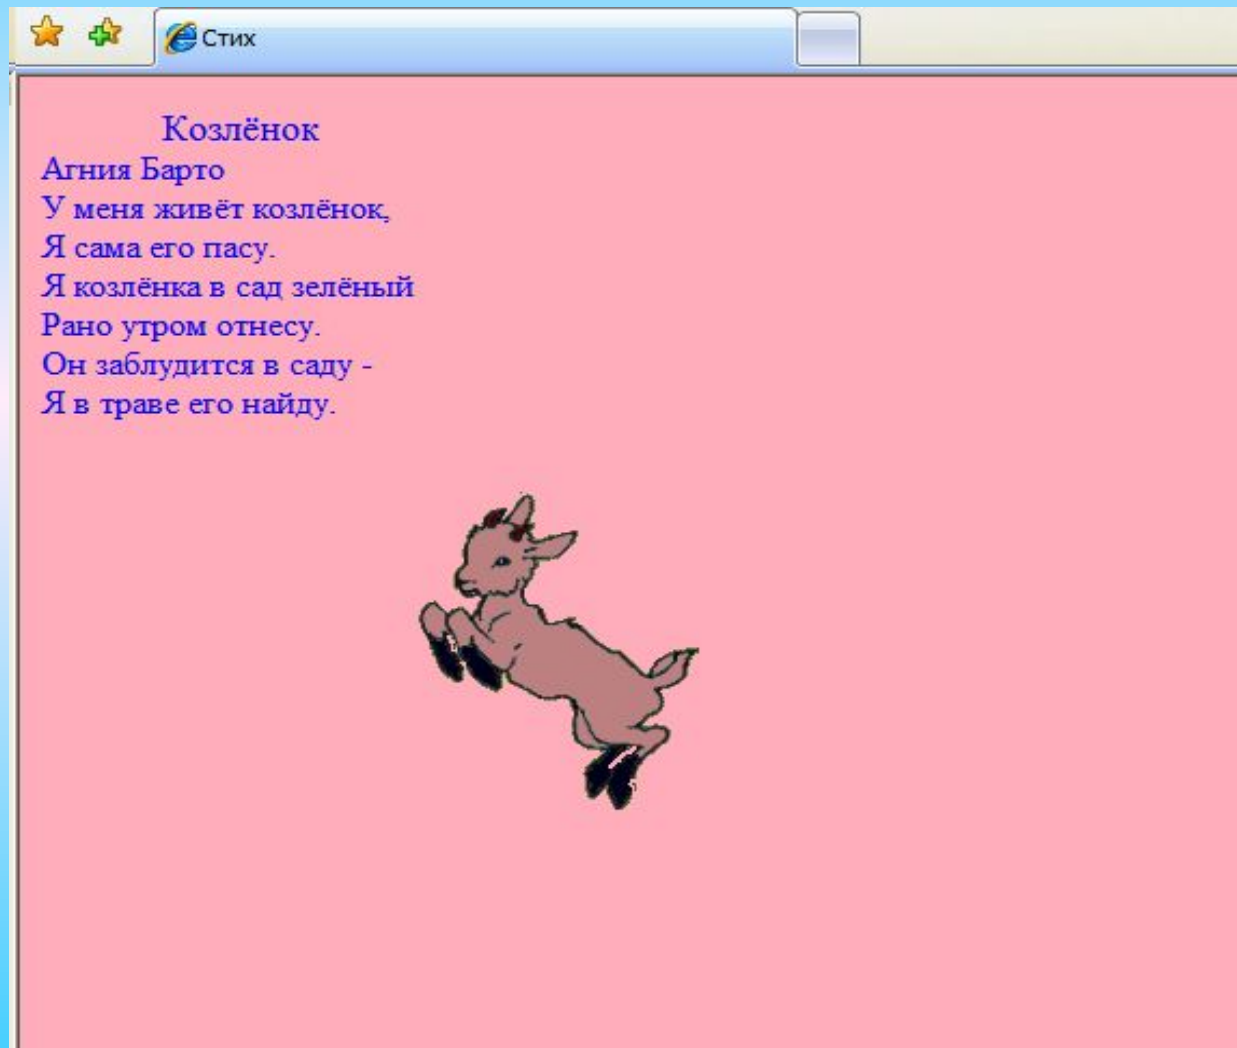 Стих
Козлёнок
Агния Барто
У меня живёт козлёнок,
Я сама его пасу.
Я козлёнка в сад зелёный
Рано утром отнесу.
Он заблудится в саду -
Я в траве его найду.